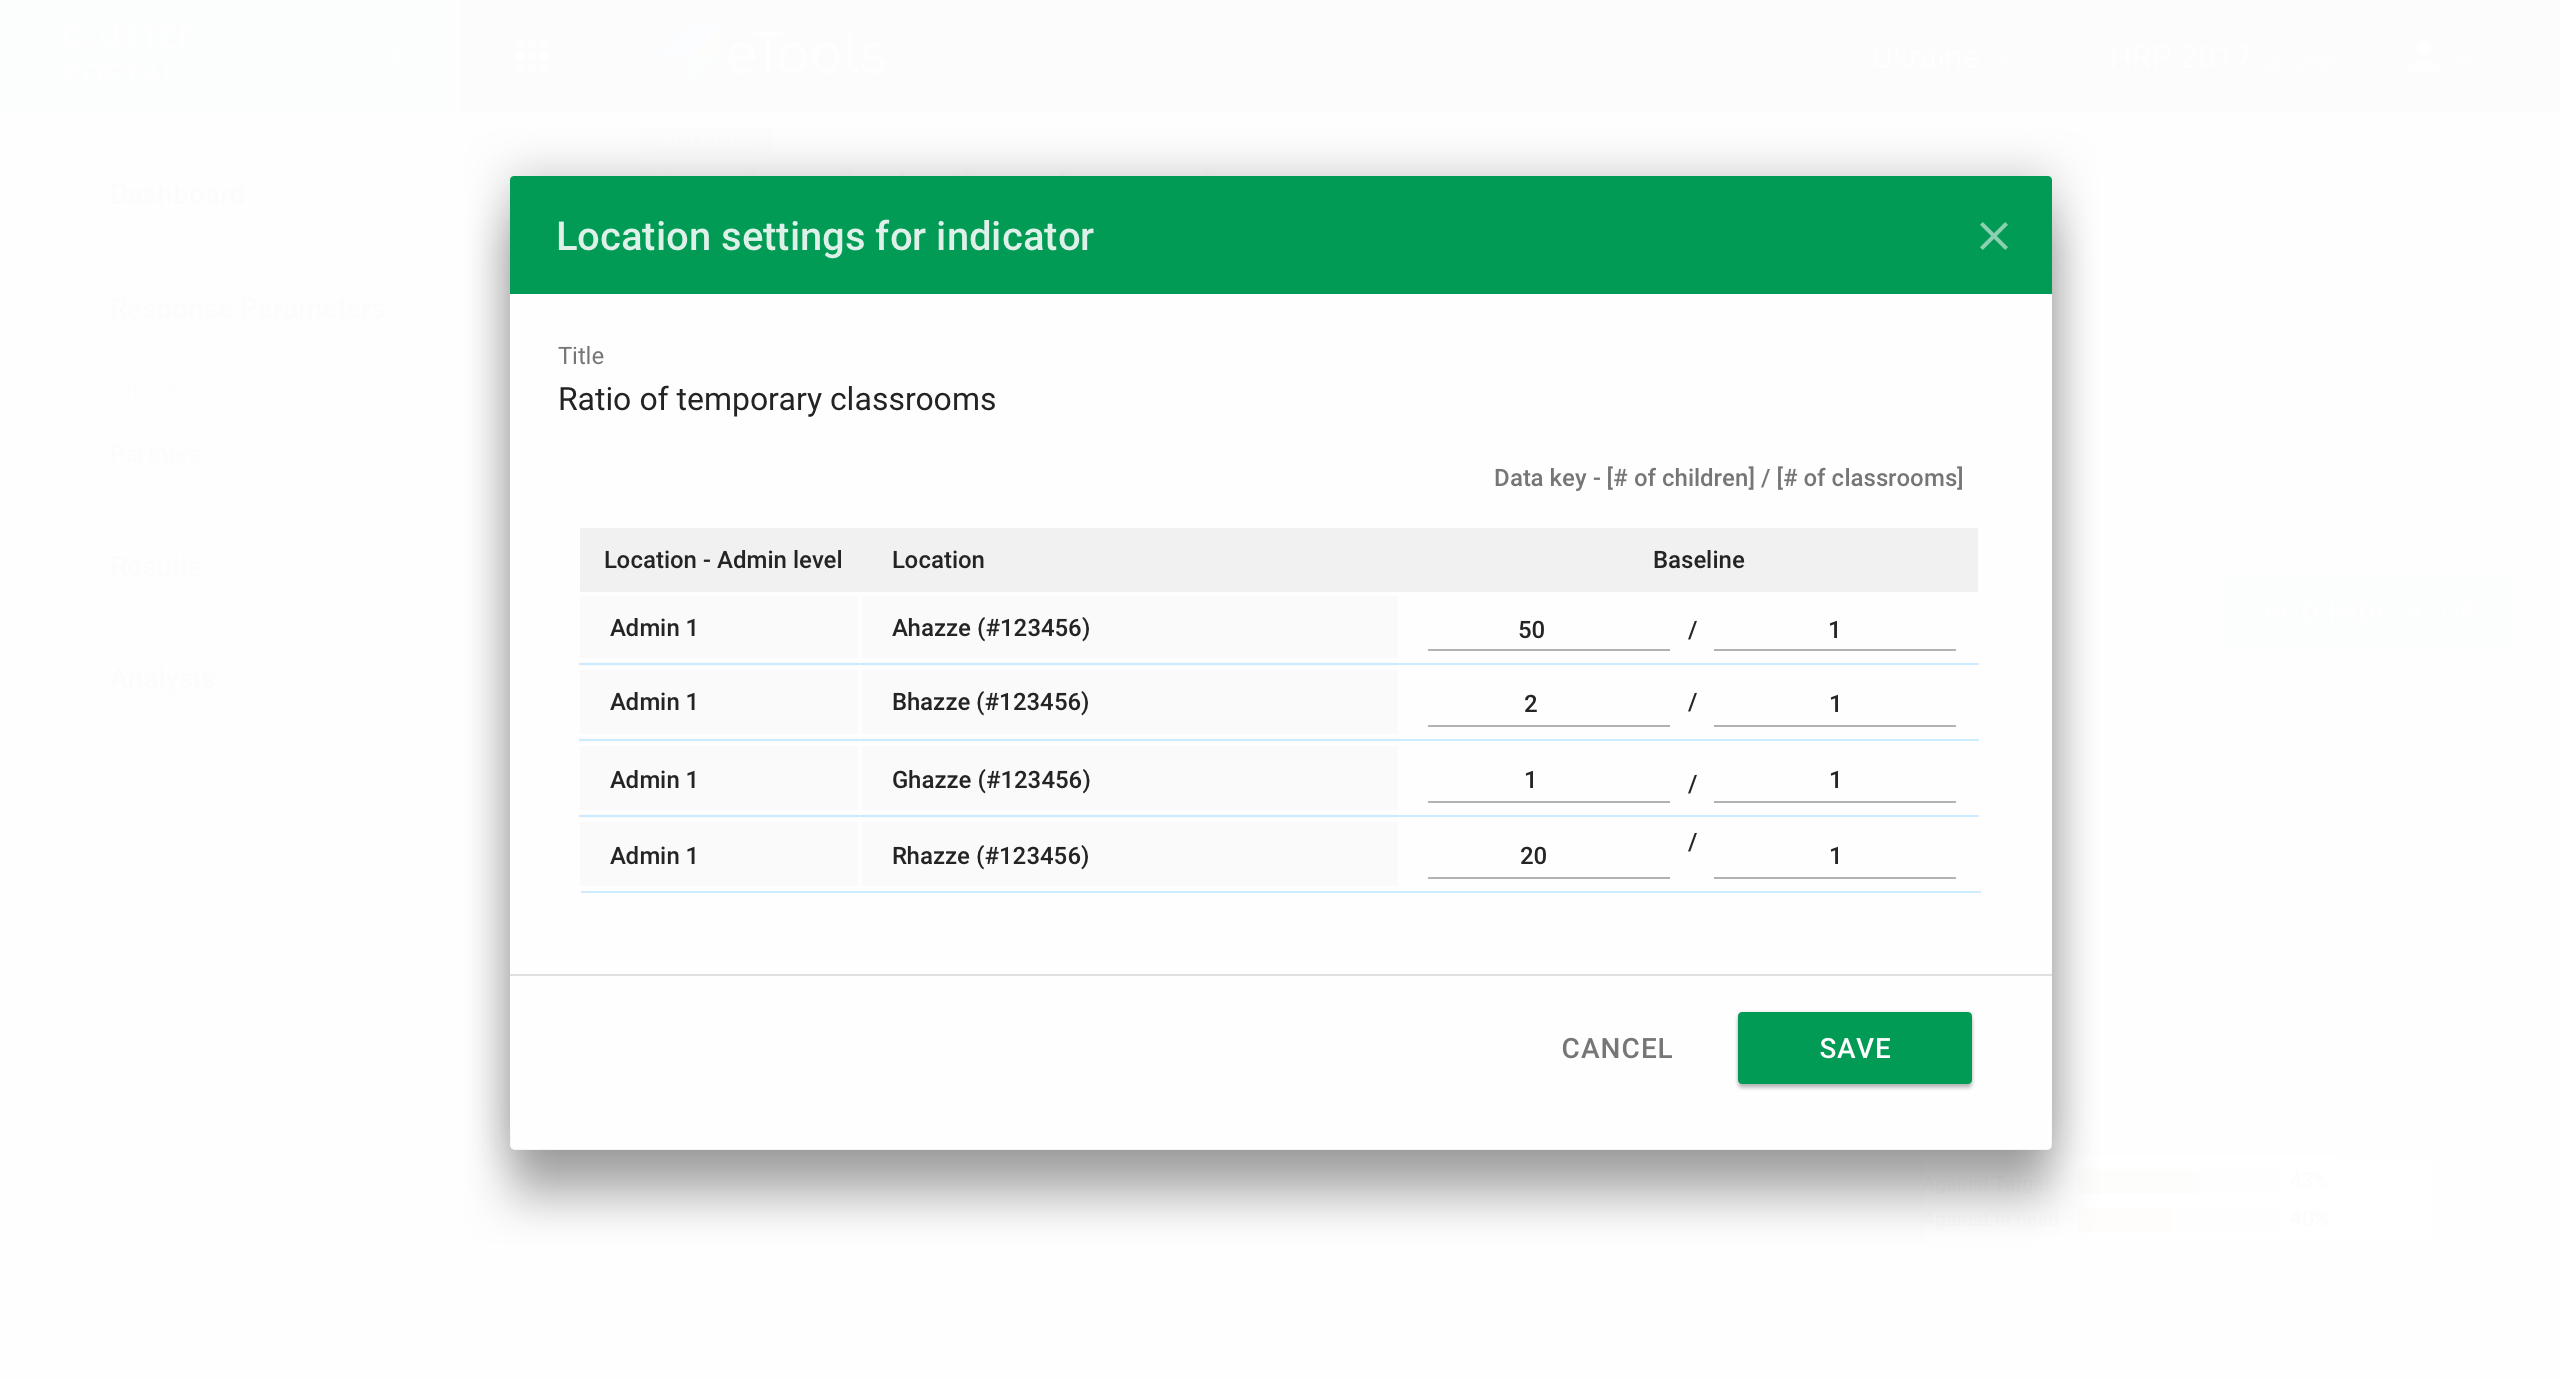 eTools
Dashboard
Response Parameters
Partners
Results
Analysis
Location settings for indicator
Title
Ratio of temporary classrooms
Data key - [# of children] / [# of classrooms]
Location - Admin level Location Baseline
Admin 1 Ahazze (#123456) 50 / 1
Admin 1 Bhazze (#123456) 2 / 1
Admin 1 Ghazze (#123456) 1 / 1
Admin 1 Rhazze (#123456) 20 / 1
CANCEL SAVE